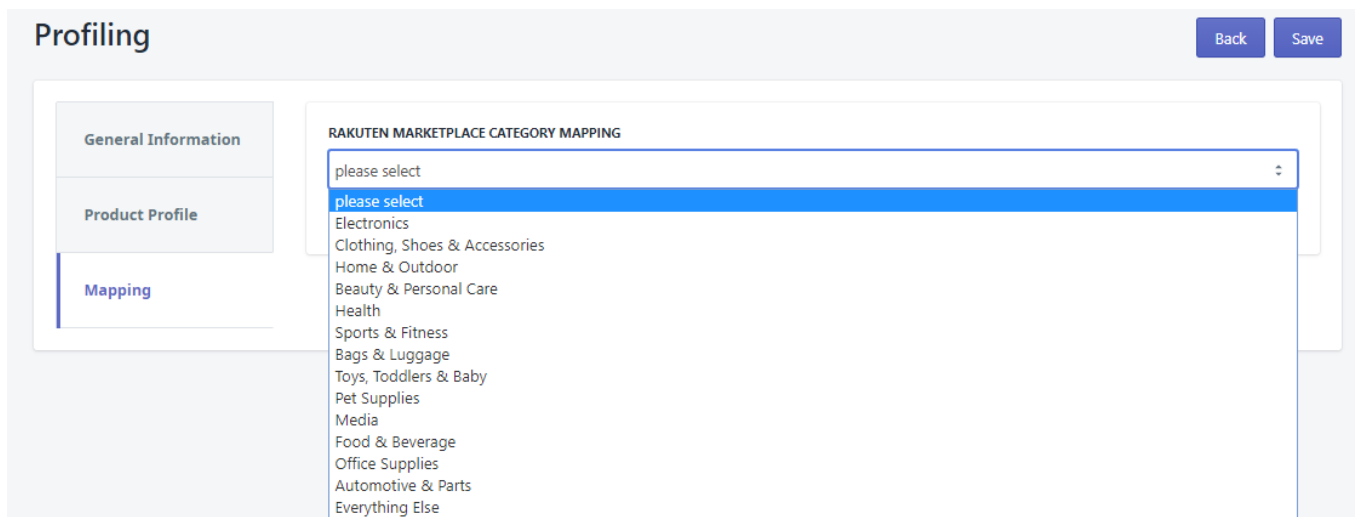 Profiling
Back
Save
General Information
Product Profile
Mapping
RAKUTEN MARKETPLACE CATEGORY MAPPING
please select
please select
Electronics
Clothing, Shoes & Accessories
Home & Outdoor
Beauty & Personal Care
Health
Sports & Fitness
Bags & Luggage
Toys, Toddlers & Baby
Pet Supplies
Media
Food & Beverage
Office Supplies
Automotive & Parts
Everything Else